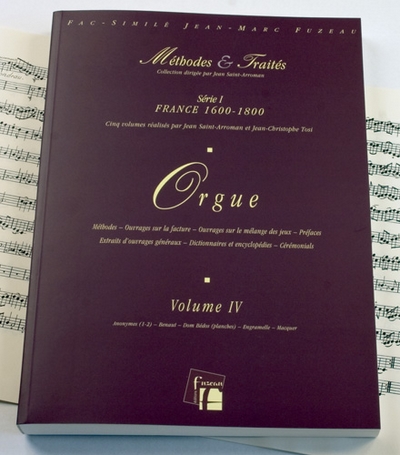 Fac-Similé Jean-Marc Fuzeau
Méthodes & Traités
Collection dirigée par Jean Saint-Arroman
Série I
FRANCE 1600-1800
Cinq volumes réalisés par Jean Saint-Arroman et Jean-Christophe Tosi
Orgue
Méthodes – Ouvrages sur la facture – Ouvrages sur le mélange des jeux – Préfaces
Extraits d'ouvrages généraux – Dictionnaires et encyclopédies – Cérémonials
Volume IV
Anonymes (1-2) – Benaut – Dom Bédos (planches) – Engramelle – Hacquer
fuzeau